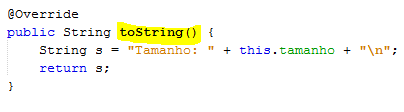 @Override
public String toString() {
    String s = "Tamanho: " + this.tamanho + "\n";
    return s;
}